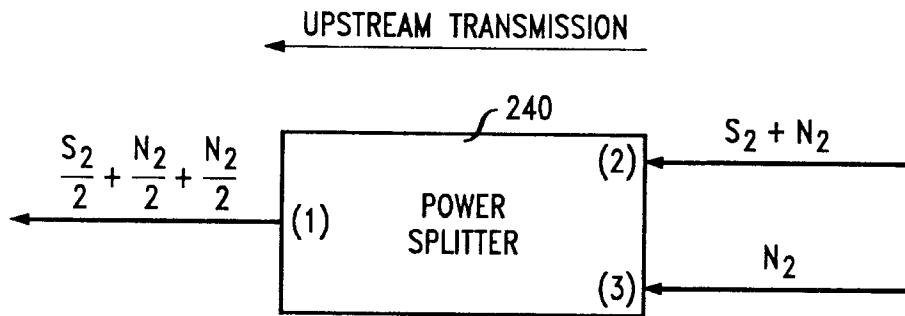 UPSTREAM TRANSMISSION
240
S2/2 + N2/2 + N2/2
(1)
POWER
SPLITTER
(2)
S2 + N2
(3)
N2